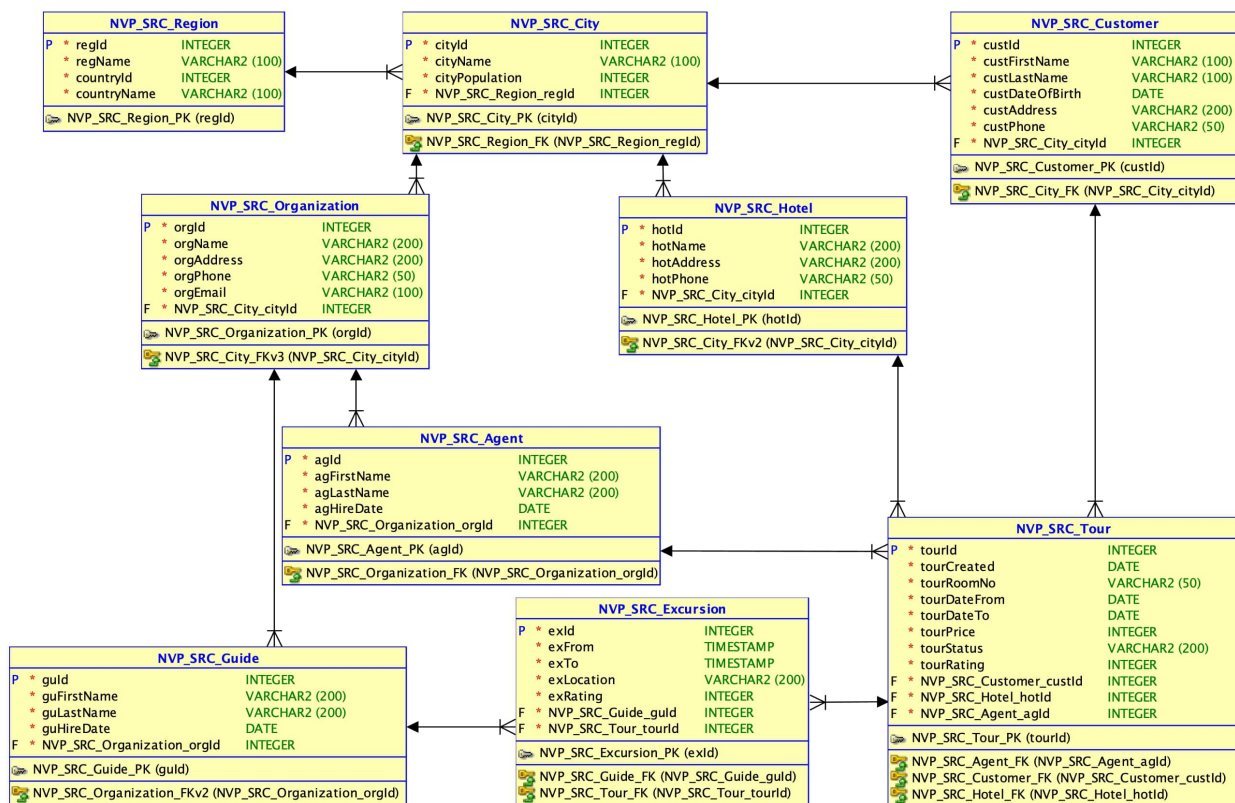 NVP_SRC_Region
P * regId INTEGER
* regName VARCHAR2 (100)
* countryId INTEGER
* countryName VARCHAR2 (100)
NVP_SRC_Region_PK (regId)
NVP_SRC_City
P * cityId INTEGER
* cityName VARCHAR2 (100)
* cityPopulation INTEGER
F * NVP_SRC_Region_regId INTEGER
NVP_SRC_City_PK (cityId)
NVP_SRC_Region_FK (NVP_SRC_Region_regId)
NVP_SRC_Customer
P * custId INTEGER
* custFirstName VARCHAR2 (100)
* custLastName VARCHAR2 (100)
* custDateOfBirth DATE
custAddress VARCHAR2 (200)
custPhone VARCHAR2 (50)
F * NVP_SRC_City_cityId INTEGER
NVP_SRC_Customer_PK (custId)
NVP_SRC_City_FK (NVP_SRC_City_cityId)
NVP_SRC_Organization
P * orgId INTEGER
* orgName VARCHAR2 (200)
* orgAddress VARCHAR2 (200)
* orgPhone VARCHAR2 (50)
* orgEmail VARCHAR2 (100)
F * NVP_SRC_City_cityId INTEGER
NVP_SRC_Organization_PK (orgId)
NVP_SRC_City_FKv3 (NVP_SRC_City_cityId)
NVP_SRC_Hotel
P * hotId INTEGER
* hotName VARCHAR2 (200)
* hotAddress VARCHAR2 (200)
* hotPhone VARCHAR2 (50)
F * NVP_SRC_City_cityId INTEGER
NVP_SRC_Hotel_PK (hotId)
NVP_SRC_City_FKv2 (NVP_SRC_City_cityId)
NVP_SRC_Agent
P * agId INTEGER
* agFirstName VARCHAR2 (200)
* agLastName VARCHAR2 (200)
* agHireDate DATE
F * NVP_SRC_Organization_orgId INTEGER
NVP_SRC_Agent_PK (agId)
NVP_SRC_Organization_FK (NVP_SRC_Organization_orgId)
NVP_SRC_Tour
P * tourId INTEGER
* tourCreated DATE
* tourRoomNo VARCHAR2 (50)
* tourDateFrom DATE
* tourDateTo DATE
* tourPrice INTEGER
* tourStatus VARCHAR2 (200)
* tourRating INTEGER
F * NVP_SRC_Customer_custId INTEGER
F * NVP_SRC_Hotel_hotId INTEGER
F * NVP_SRC_Agent_agId INTEGER
NVP_SRC_Tour_PK (tourId)
NVP_SRC_Agent_FK (NVP_SRC_Agent_agId)
NVP_SRC_Customer_FK (NVP_SRC_Customer_custId)
NVP_SRC_Hotel_FK (NVP_SRC_Hotel_hotId)
NVP_SRC_Excursion
P * exId INTEGER
* exFrom TIMESTAMP
* exTo TIMESTAMP
* exLocation VARCHAR2 (200)
* exRating INTEGER
F * NVP_SRC_Guide_guId INTEGER
F * NVP_SRC_Tour_tourId INTEGER
NVP_SRC_Excursion_PK (exId)
NVP_SRC_Guide_FK (NVP_SRC_Guide_guId)
NVP_SRC_Tour_FK (NVP_SRC_Tour_tourId)
NVP_SRC_Guide
P * guId INTEGER
* guFirstName VARCHAR2 (200)
* guLastName VARCHAR2 (200)
* guHireDate DATE
F * NVP_SRC_Organization_orgId INTEGER
NVP_SRC_Guide_PK (guId)
NVP_SRC_Organization_FKv2 (NVP_SRC_Organization_orgId)